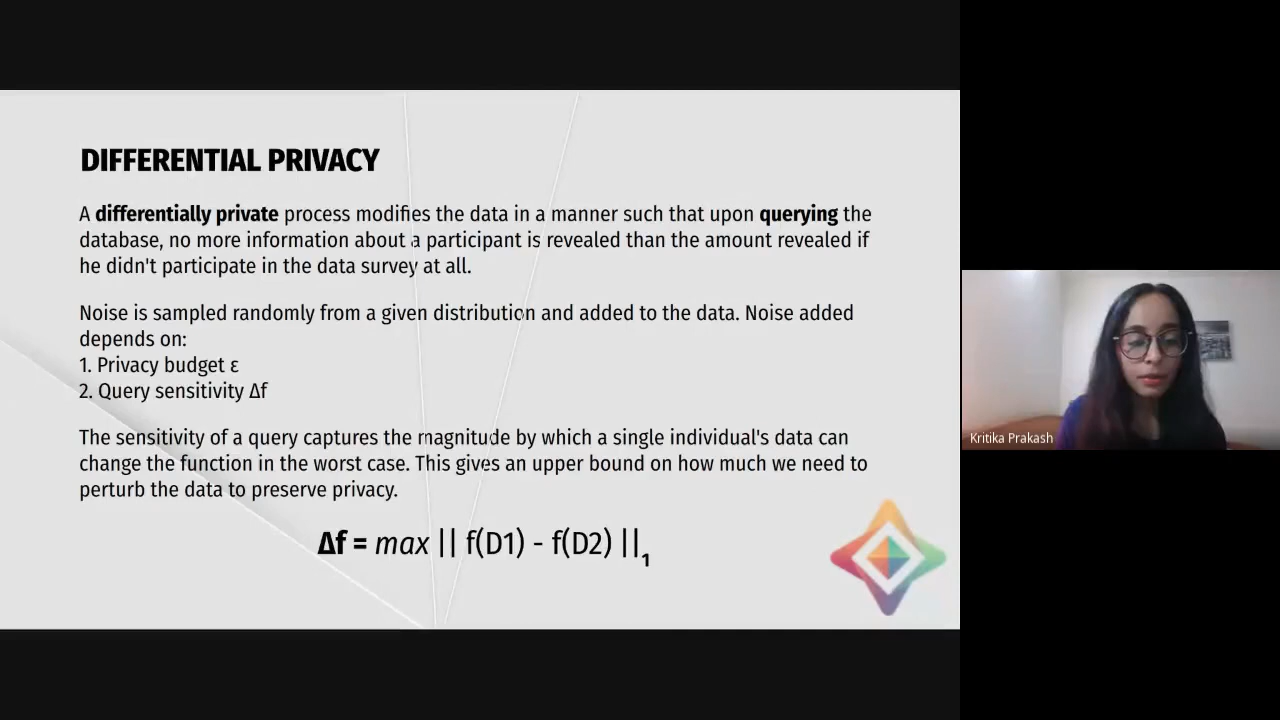 DIFFERENTIAL PRIVACY
A differentially private process modifies the data in a manner such that upon querying the
database, no more information about a participant is revealed than the amount revealed if
he didn't participate in the data survey at all.
Noise is sampled randomly from a given distribution and added to the data. Noise added
depends on:
1. Privacy budget ε
2. Query sensitivity Δf
The sensitivity of a query captures the magnitude by which a single individual's data can
change the function in the worst case. This gives an upper bound on how much we need to
perturb the data to preserve privacy.
Δf = max || f(D1) - f(D2) ||₁
Kritika Prakash